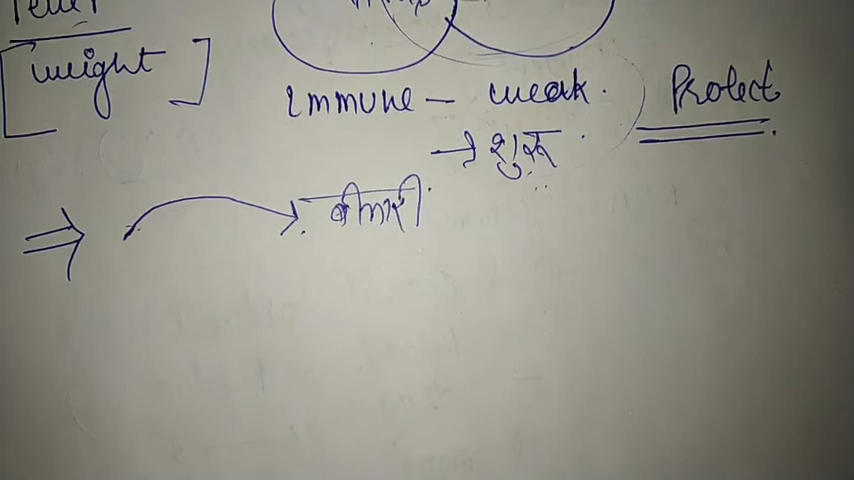 [weight]
immune — weak. Protect
→ शुरू
⇒ → बीमारी